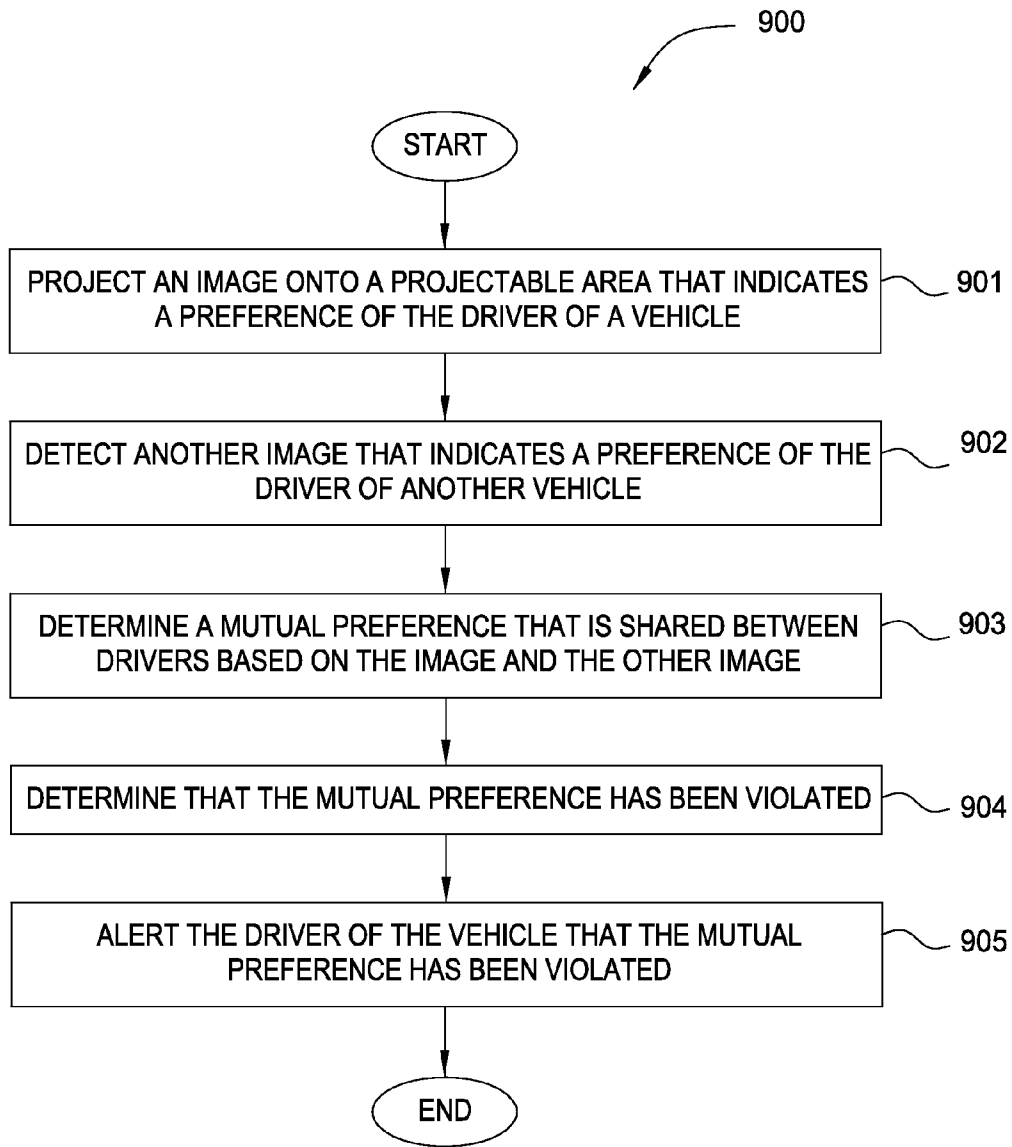 900
START
PROJECT AN IMAGE ONTO A PROJECTABLE AREA THAT INDICATES
A PREFERENCE OF THE DRIVER OF A VEHICLE
901
DETECT ANOTHER IMAGE THAT INDICATES A PREFERENCE OF THE
DRIVER OF ANOTHER VEHICLE
902
DETERMINE A MUTUAL PREFERENCE THAT IS SHARED BETWEEN
DRIVERS BASED ON THE IMAGE AND THE OTHER IMAGE
903
DETERMINE THAT THE MUTUAL PREFERENCE HAS BEEN VIOLATED
904
ALERT THE DRIVER OF THE VEHICLE THAT THE MUTUAL
PREFERENCE HAS BEEN VIOLATED
905
END